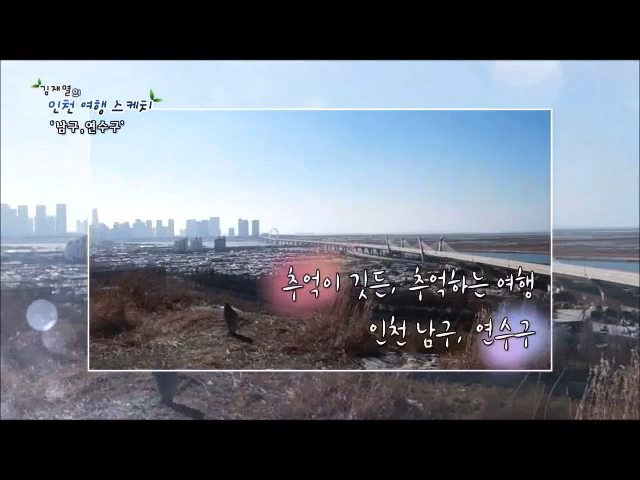 김재열의
인천 여행 스케치
'남구,연수구'
추억이 깃든, 추억하는 여행
인천 남구, 연수구